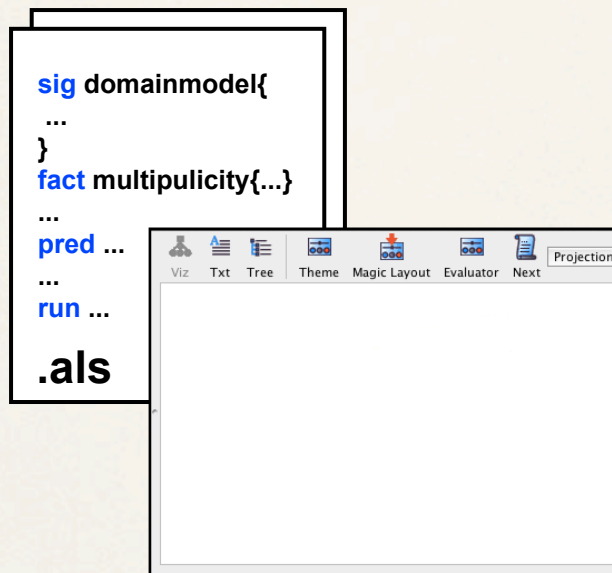 sig domainmodel{
...
}
fact multipulicity{...}
...
pred ...
...
run ...
.als
Viz Txt Tree Theme Magic Layout Evaluator Next Projection